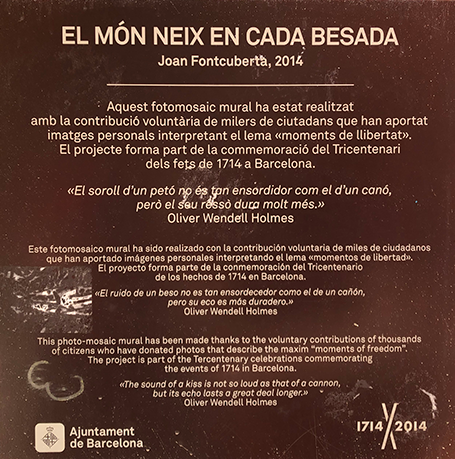 EL MÓN NEIX EN CADA BESADA
Joan Fontcuberta, 2014
Aquest fotomosaic mural ha estat realitzat
amb la contribució voluntària de milers de ciutadans que han aportat
imatges personals interpretant el lema «moments de llibertat».
El projecte forma part de la commemoració del Tricentenari
dels fets de 1714 a Barcelona.
«El soroll d'un petó no és tan ensordidor com el d'un canó,
però el seu ressò dura molt més.»
Oliver Wendell Holmes
Este fotomosaico mural ha sido realizado con la contribución voluntaria de miles de ciudadanos
que han aportado imágenes personales interpretando el lema «momentos de libertad».
El proyecto forma parte de la conmemoración del Tricentenario
de los hechos de 1714 en Barcelona.
«El ruido de un beso no es tan ensordecedor como el de un cañón,
pero su eco es más duradero.»
Oliver Wendell Holmes
This photo-mosaic mural has been made thanks to the voluntary contributions of thousands
of citizens who have donated photos that describe the maxim "moments of freedom".
The project is part of the Tercentenary celebrations commemorating
the events of 1714 in Barcelona.
«The sound of a kiss is not so loud as that of a cannon,
but its echo lasts a great deal longer.»
Oliver Wendell Holmes
Ajuntament
de Barcelona
1714 2014